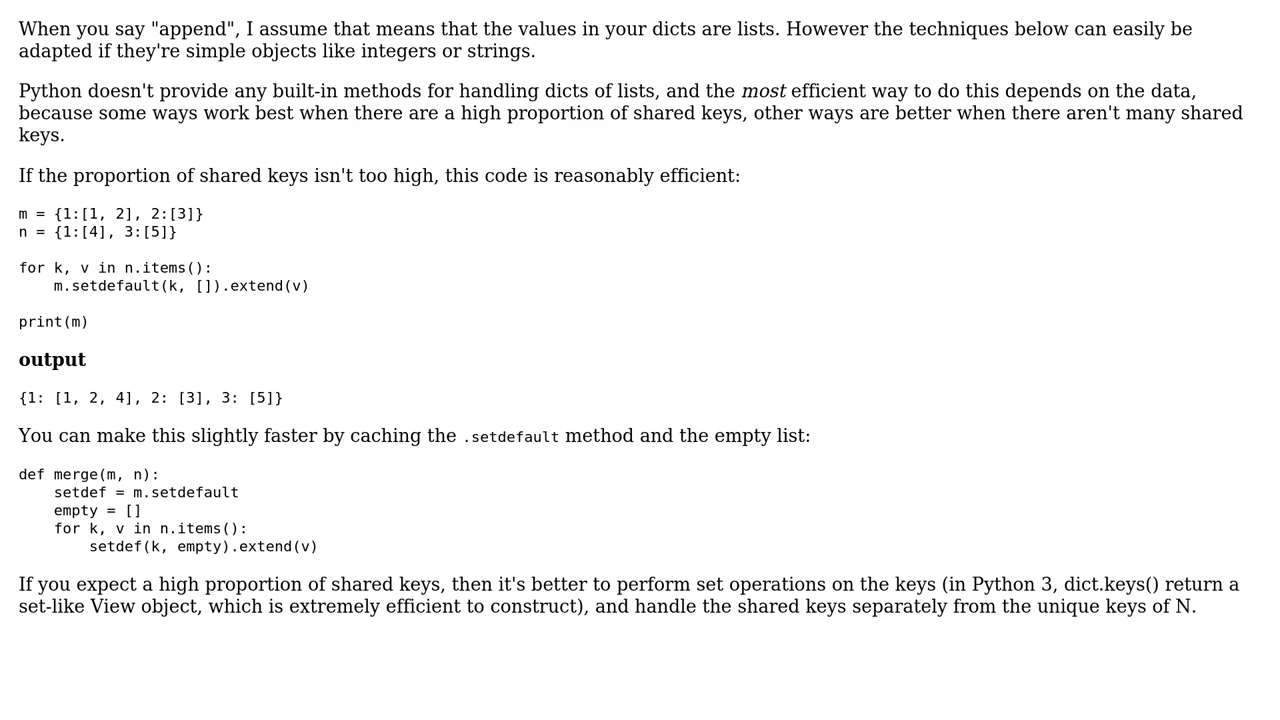 When you say "append", I assume that means that the values in your dicts are lists. However the techniques below can easily be
adapted if they're simple objects like integers or strings.
Python doesn't provide any built-in methods for handling dicts of lists, and the most efficient way to do this depends on the data,
because some ways work best when there are a high proportion of shared keys, other ways are better when there aren't many shared
keys.
If the proportion of shared keys isn't too high, this code is reasonably efficient:
m = {1:[1, 2], 2:[3]}
n = {1:[4], 3:[5]}
for k, v in n.items():
    m.setdefault(k, []).extend(v)
print(m)
output
{1: [1, 2, 4], 2: [3], 3: [5]}
You can make this slightly faster by caching the .setdefault method and the empty list:
def merge(m, n):
    setdef = m.setdefault
    empty = []
    for k, v in n.items():
        setdef(k, empty).extend(v)
If you expect a high proportion of shared keys, then it's better to perform set operations on the keys (in Python 3, dict.keys() return a
set-like View object, which is extremely efficient to construct), and handle the shared keys separately from the unique keys of N.